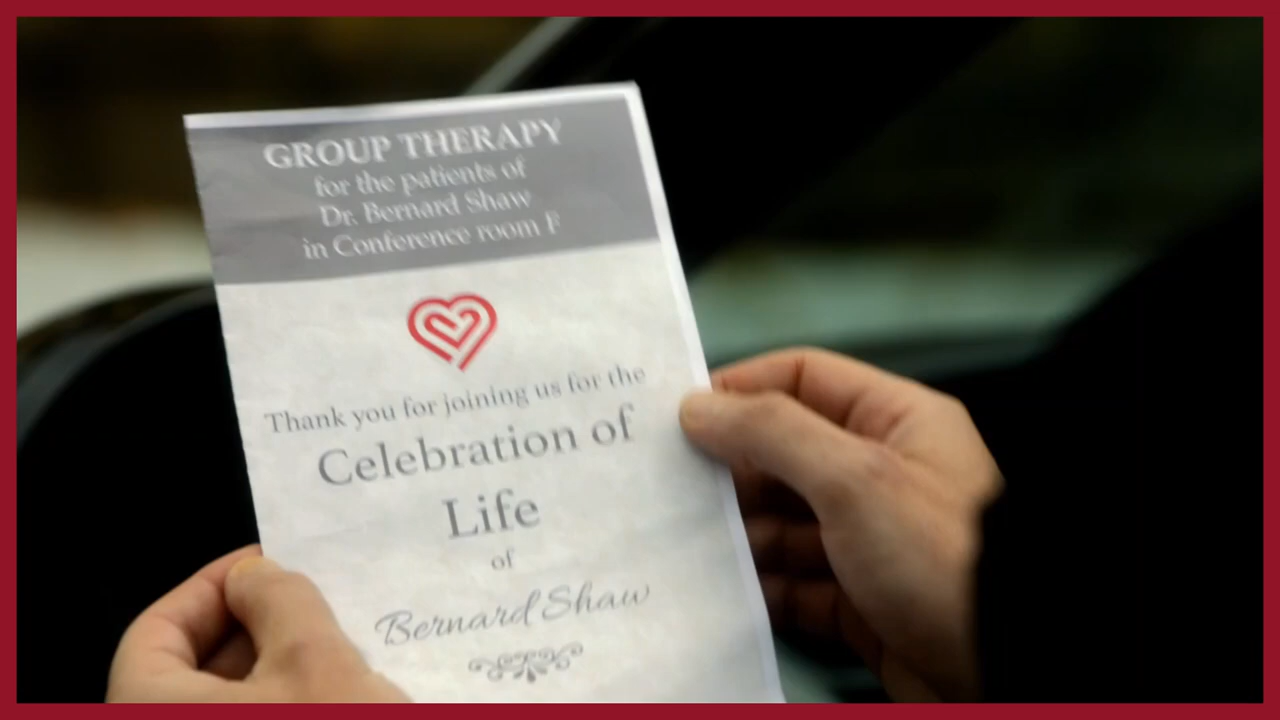 GROUP THERAPY
for the patients of
Dr. Bernard Shaw
in Conference room F
Thank you for joining us for the
Celebration of
Life
of
Bernard Shaw